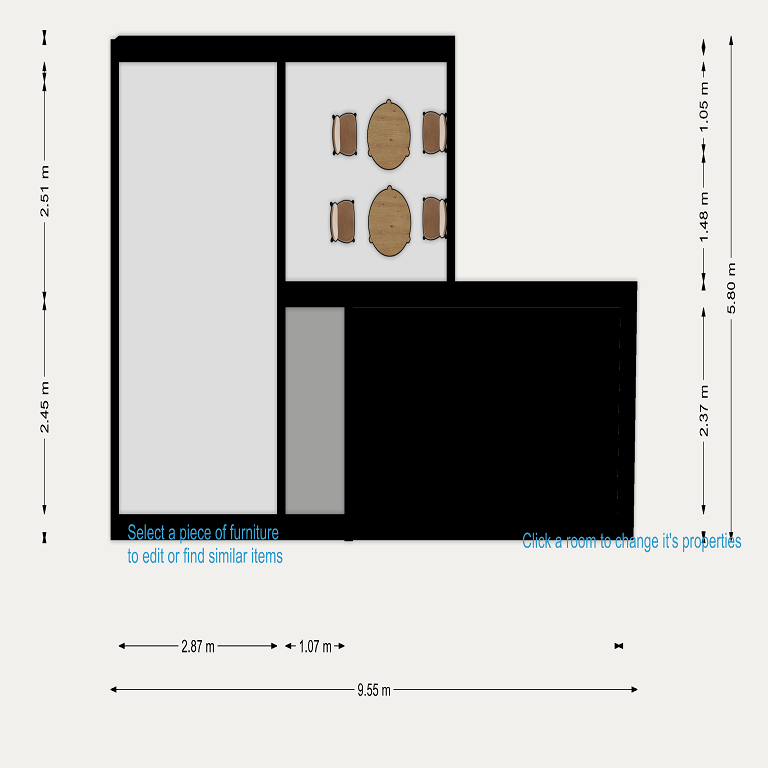 1.05 m
2.51 m
1.48 m
5.80 m
2.45 m
2.37 m
Select a piece of furniture
to edit or find similar items
Click a room to change it's properties
2.87 m
1.07 m
9.55 m